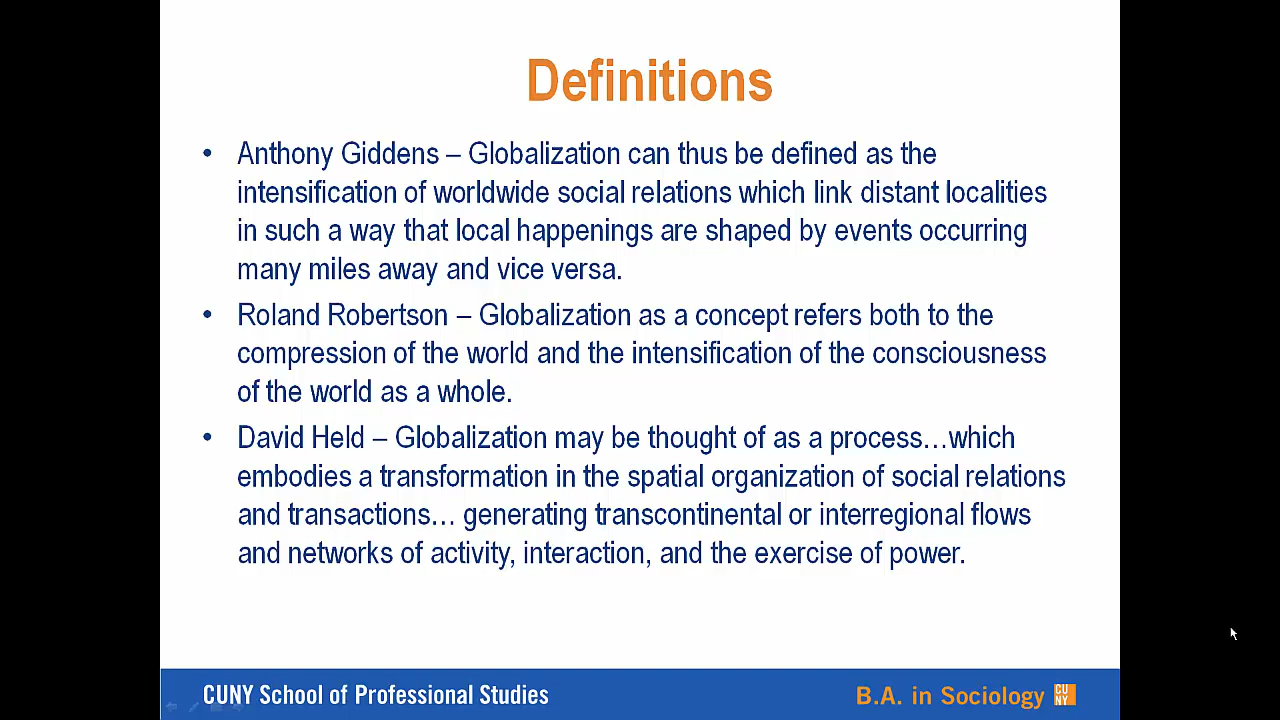 Definitions
• Anthony Giddens – Globalization can thus be defined as the
intensification of worldwide social relations which link distant localities
in such a way that local happenings are shaped by events occurring
many miles away and vice versa.
• Roland Robertson – Globalization as a concept refers both to the
compression of the world and the intensification of the consciousness
of the world as a whole.
• David Held – Globalization may be thought of as a process…which
embodies a transformation in the spatial organization of social relations
and transactions… generating transcontinental or interregional flows
and networks of activity, interaction, and the exercise of power.
CUNY School of Professional Studies
B.A. in Sociology
CU
NY